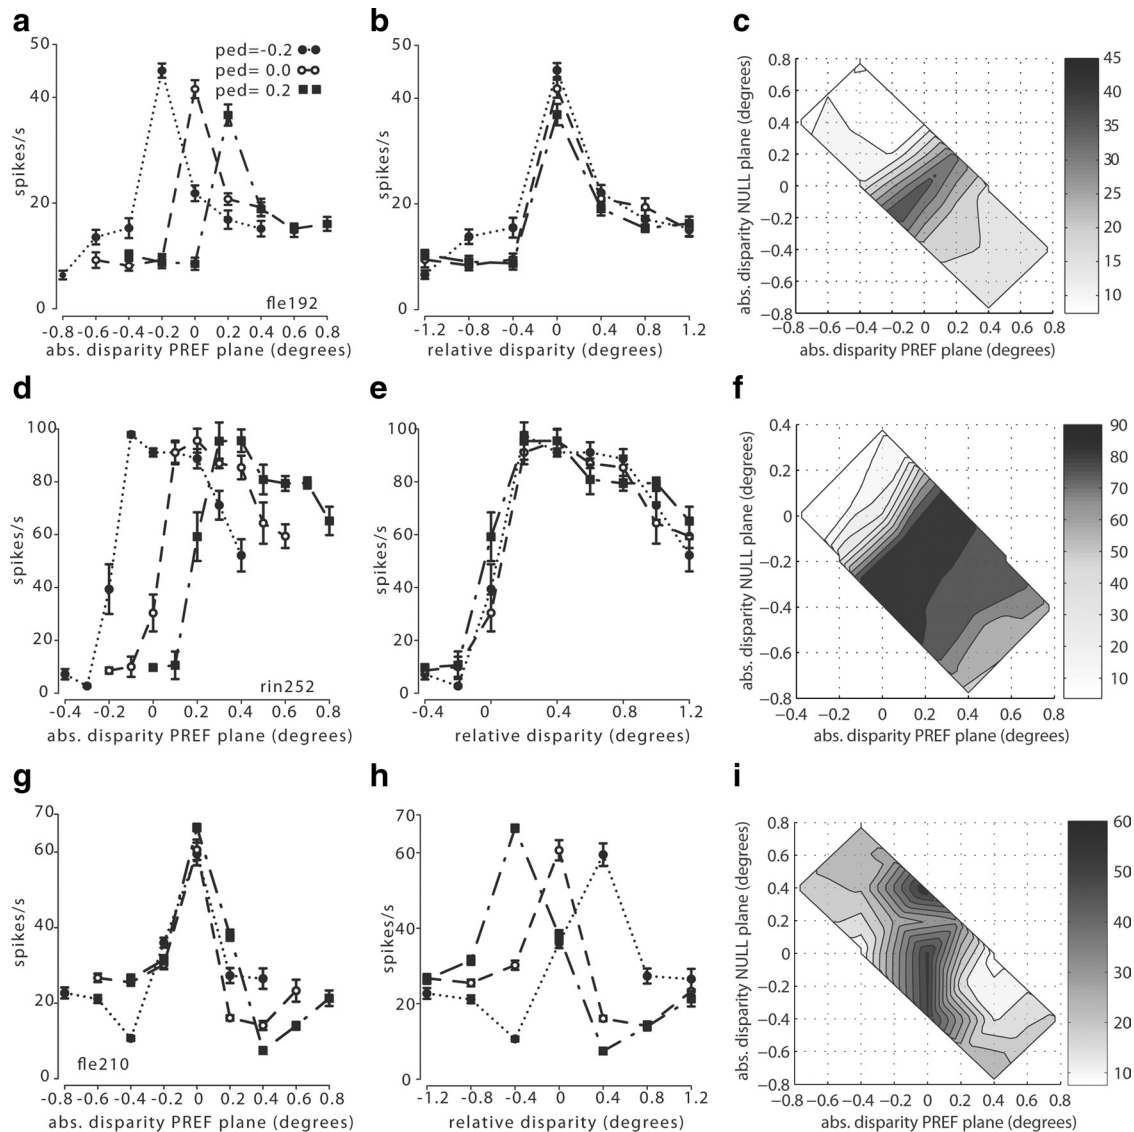 a
50
40
20
0
spikes/s
ped=-0.2
ped= 0.0
ped= 0.2
fle192
-0.8 -0.6 -0.4 -0.2 0 0.2 0.4 0.6 0.8
abs. disparity PREF plane (degrees)
b
50
40
20
0
spikes/s
-1.2 -0.8 -0.4 0 0.4 0.8 1.2
relative disparity (degrees)
c
0.8
0.6
0.4
0.2
0
−0.2
−0.4
−0.6
−0.8
abs. disparity NULL plane (degrees)
−0.8 −0.6 −0.4 −0.2 0 0.2 0.4 0.6 0.8
abs. disparity PREF plane (degrees)
45
40
35
30
25
20
15
10
d
100
80
60
40
20
0
spikes/s
rin252
-0.4 -0.2 0 0.2 0.4 0.6 0.8
abs. disparity PREF plane (degrees)
e
100
80
60
40
20
0
spikes/s
-0.4 0 0.4 0.8 1.2
relative disparity (degrees)
f
0.4
0.2
0
−0.2
−0.4
−0.6
−0.8
abs. disparity NULL plane (degrees)
−0.4 −0.2 0 0.2 0.4 0.6 0.8
abs. disparity PREF plane (degrees)
90
80
70
60
50
40
30
20
10
g
70
60
40
20
0
spikes/s
fle210
-0.8 -0.6 -0.4 -0.2 0 0.2 0.4 0.6 0.8
abs. disparity PREF plane (degrees)
h
70
60
40
20
0
spikes/s
-1.2 -0.8 -0.4 0 0.4 0.8 1.2
relative disparity (degrees)
i
0.8
0.6
0.4
0.2
0
−0.2
−0.4
−0.6
−0.8
abs. disparity NULL plane (degrees)
−0.8 −0.6 −0.4 −0.2 0 0.2 0.4 0.6 0.8
abs. disparity PREF plane (degrees)
60
50
40
30
20
10